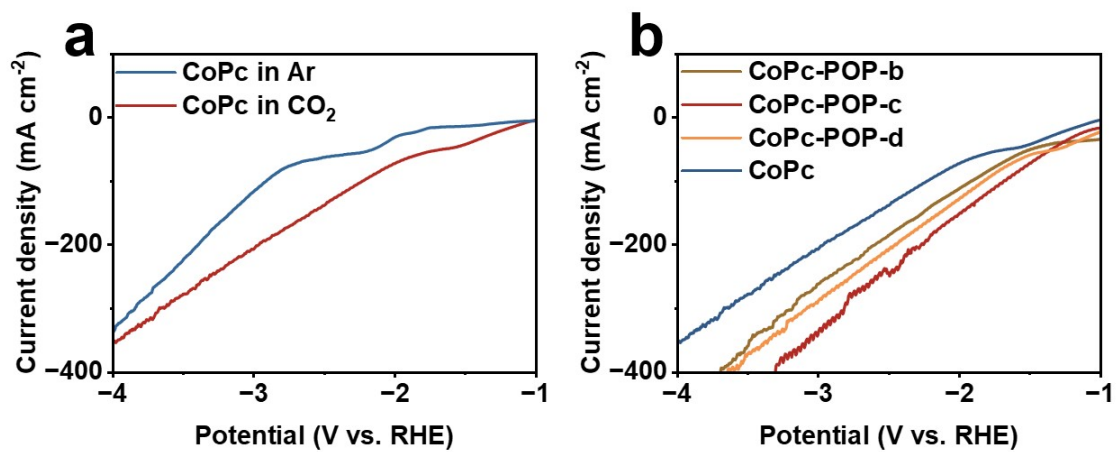 a
CoPc in Ar
CoPc in CO₂
0
−200
−400
−4
−3
−2
−1
Current density (mA cm⁻²)
Potential (V vs. RHE)
b
CoPc-POP-b
CoPc-POP-c
CoPc-POP-d
CoPc
0
−200
−400
−4
−3
−2
−1
Current density (mA cm⁻²)
Potential (V vs. RHE)